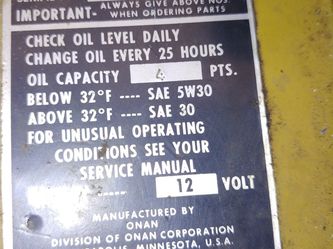 ALWAYS GIVE ABOVE NOS.
IMPORTANT- WHEN ORDERING PARTS
CHECK OIL LEVEL DAILY
CHANGE OIL EVERY 25 HOURS
OIL CAPACITY 4 PTS.
BELOW 32°F ---- SAE 5W30
ABOVE 32°F ---- SAE 30
FOR UNUSUAL OPERATING
CONDITIONS SEE YOUR
SERVICE MANUAL
12 VOLT
MANUFACTURED BY
ONAN
DIVISION OF ONAN CORPORATION
MINNESOTA, U.S.A.